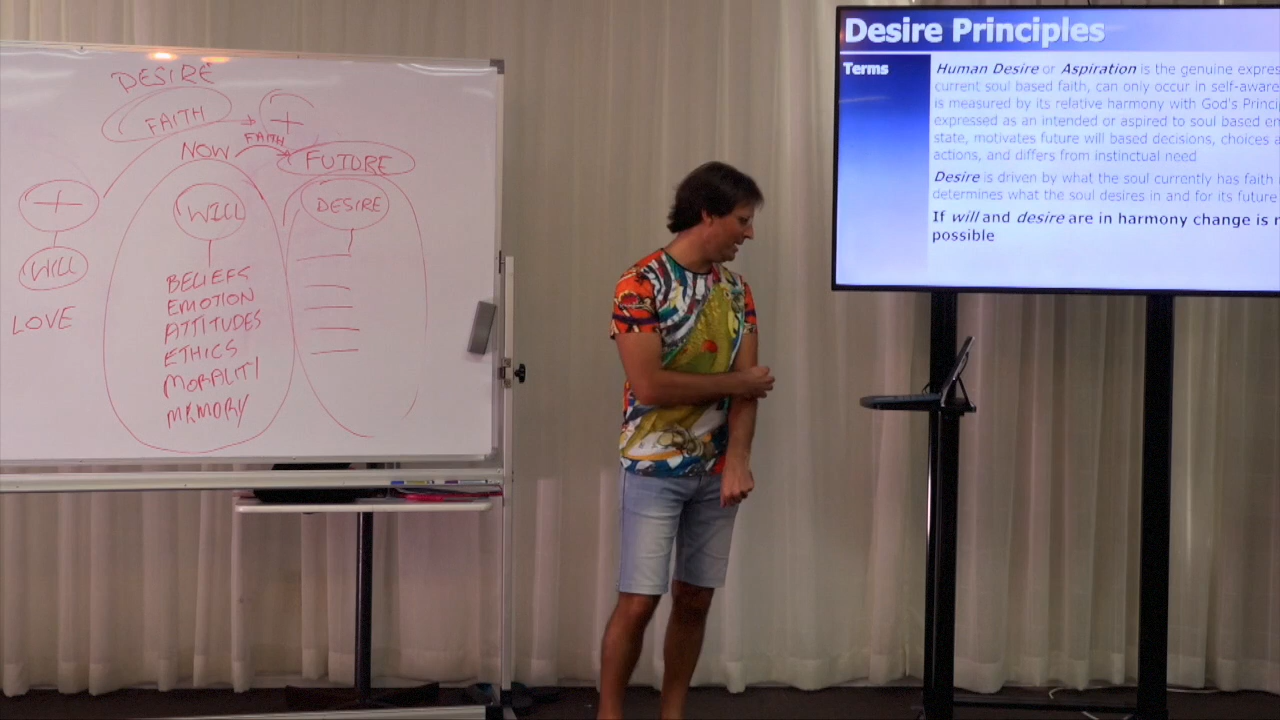 DESIRE
FAITH
+
FAITH
NOW
FUTURE
+
WILL
DESIRE
WILL
BELIEFS
EMOTION
LOVE
ATTITUDES
ETHICS
MORALITY
MEMORY
Desire Principles
Terms
Human Desire or Aspiration is the genuine expres
current soul based faith, can only occur in self-aware
is measured by its relative harmony with God's Princi
expressed as an intended or aspired to soul based en
state, motivates future will based decisions, choices a
actions, and differs from instinctual need
Desire is driven by what the soul currently has faith
determines what the soul desires in and for its future
If will and desire are in harmony change is
possible